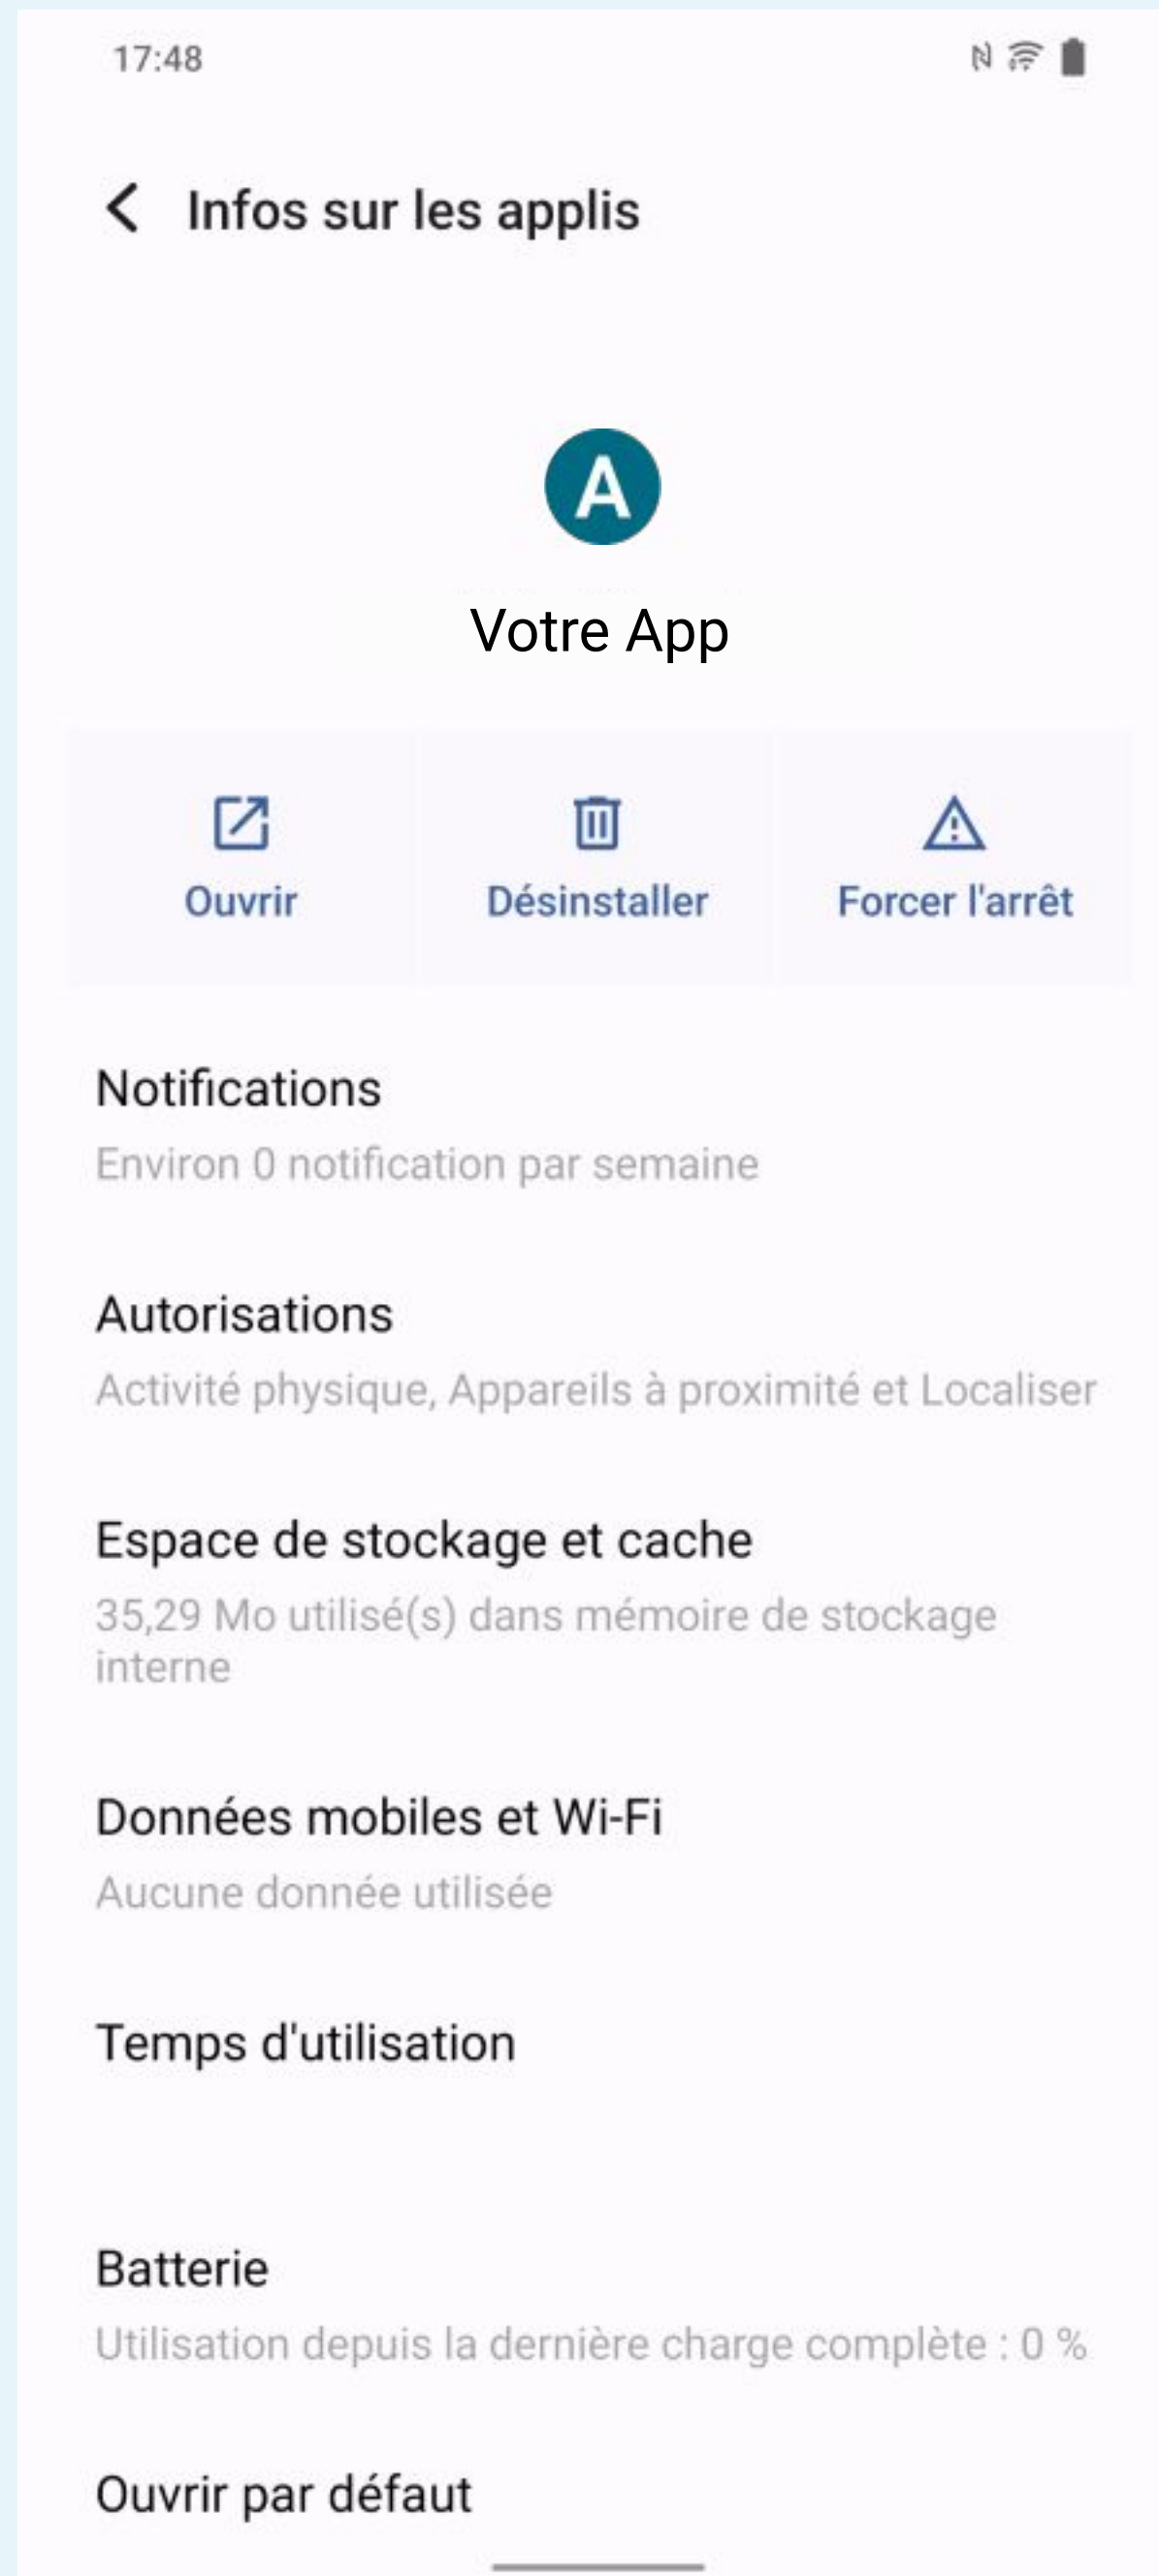 17:48
Infos sur les applis
A
Votre App
Ouvrir
Désinstaller
Forcer l'arrêt
Notifications
Environ 0 notification par semaine
Autorisations
Activité physique, Appareils à proximité et Localiser
Espace de stockage et cache
35,29 Mo utilisé(s) dans mémoire de stockage
interne
Données mobiles et Wi-Fi
Aucune donnée utilisée
Temps d'utilisation
Batterie
Utilisation depuis la dernière charge complète : 0 %
Ouvrir par défaut